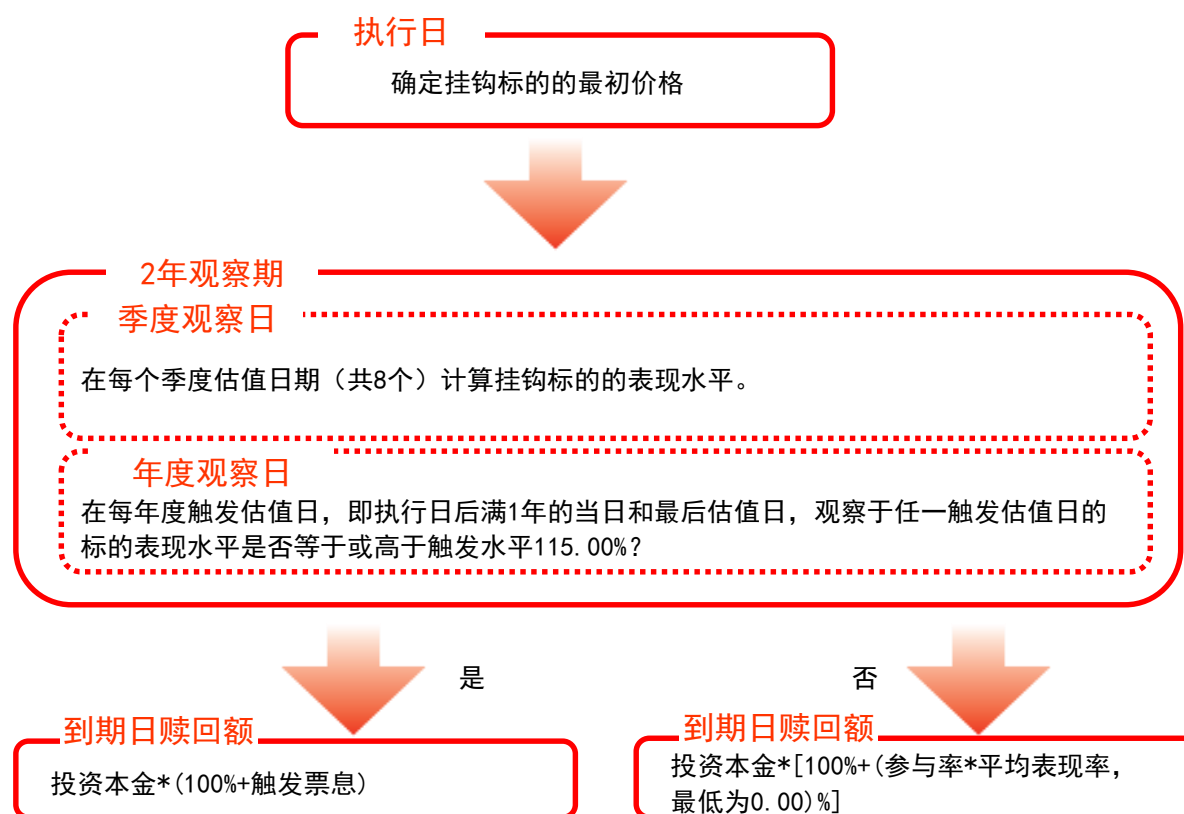 执行日
确定挂钩标的的最初价格
2年观察期
季度观察日
在每个季度估值日期（共8个）计算挂钩标的的表现水平。
年度观察日
在每年度触发估值日，即执行日后满1年的当日和最后估值日，观察于任一触发估值日的
标的表现水平是否等于或高于触发水平115.00%?
是
否
到期日赎回额
投资本金*(100%+触发票息)
到期日赎回额
投资本金*[100%+(参与率*平均表现率，
最低为0.00)%]